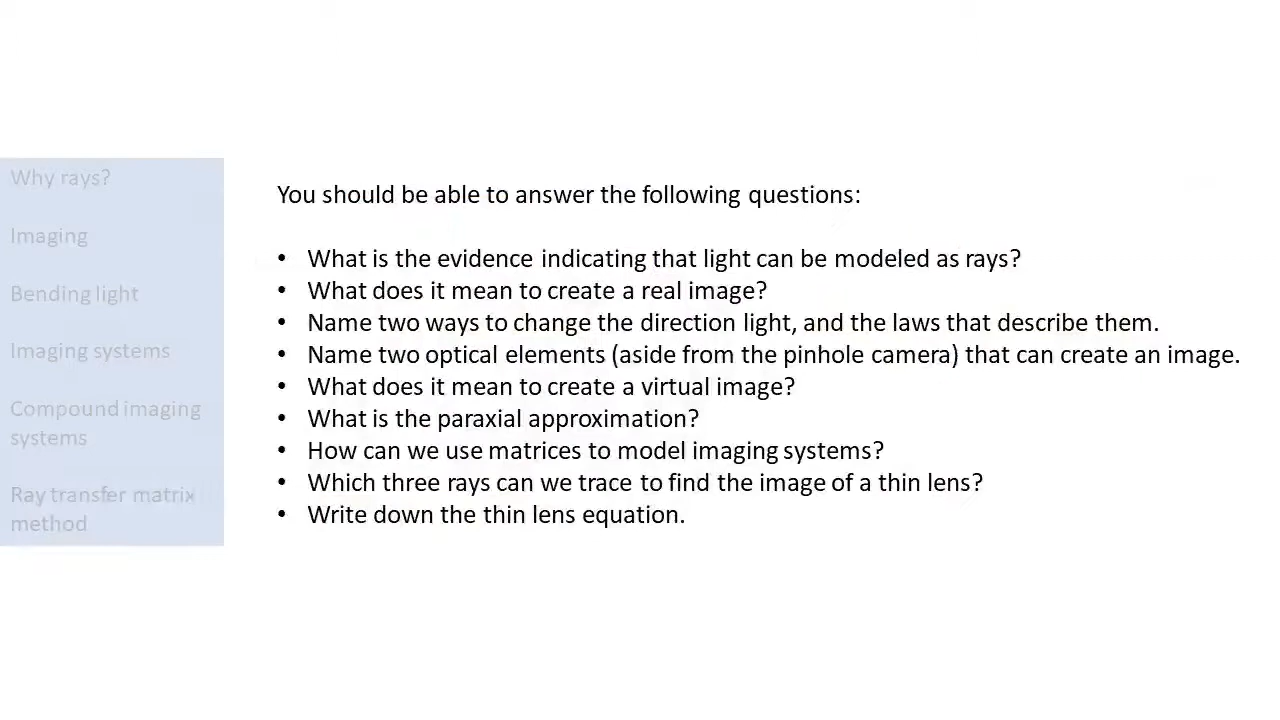 Why rays?
Imaging
Bending light
Imaging systems
Compound imaging
systems
Ray transfer matrix
method
You should be able to answer the following questions:
• What is the evidence indicating that light can be modeled as rays?
• What does it mean to create a real image?
• Name two ways to change the direction light, and the laws that describe them.
• Name two optical elements (aside from the pinhole camera) that can create an image.
• What does it mean to create a virtual image?
• What is the paraxial approximation?
• How can we use matrices to model imaging systems?
• Which three rays can we trace to find the image of a thin lens?
• Write down the thin lens equation.